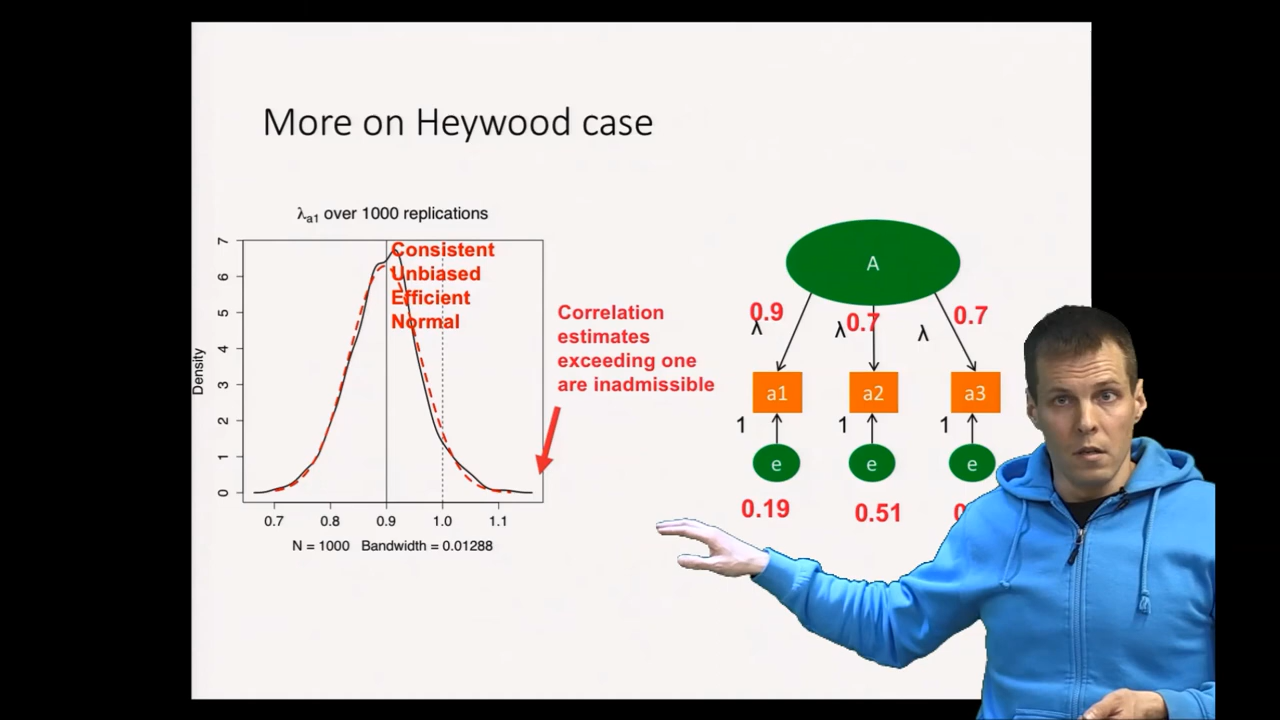 More on Heywood case
λa1 over 1000 replications
Density
7
6
5
4
3
2
1
0
Consistent
Unbiased
Efficient
Normal
0.7 0.8 0.9 1.0 1.1
N = 1000 Bandwidth = 0.01288
Correlation
estimates
exceeding one
are inadmissible
A
0.9 0.7 0.7
λ λ λ
a1 a2 a3
1 1 1
e e e
0.19 0.51